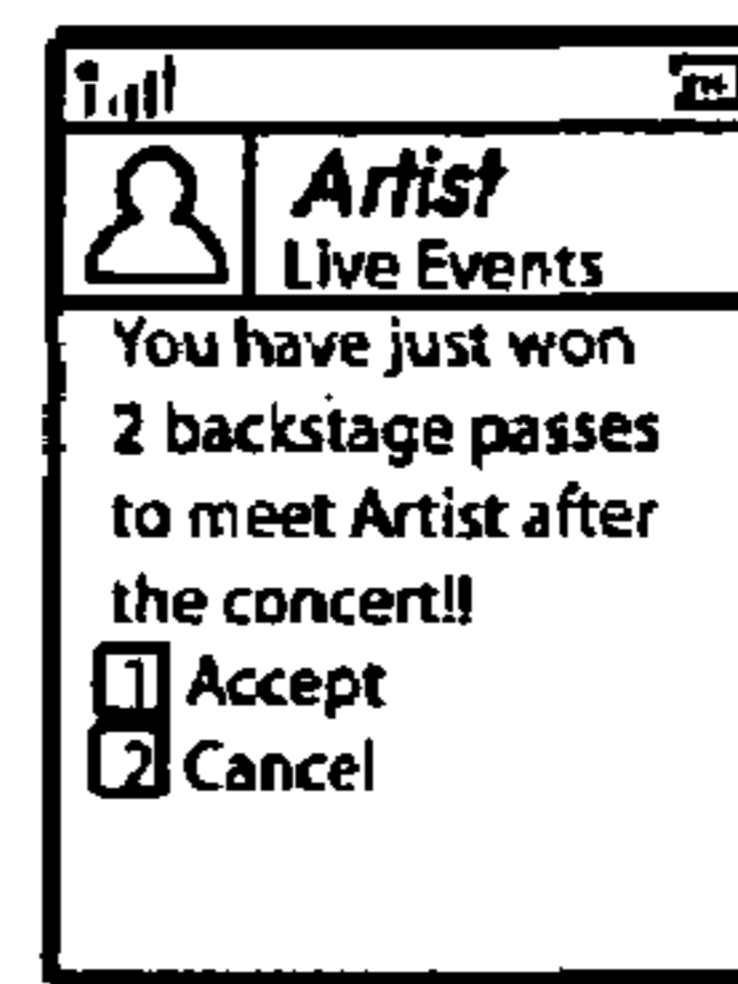 Artist
Live Events
You have just won
2 backstage passes
to meet Artist after
the concert!!
1 Accept
2 Cancel